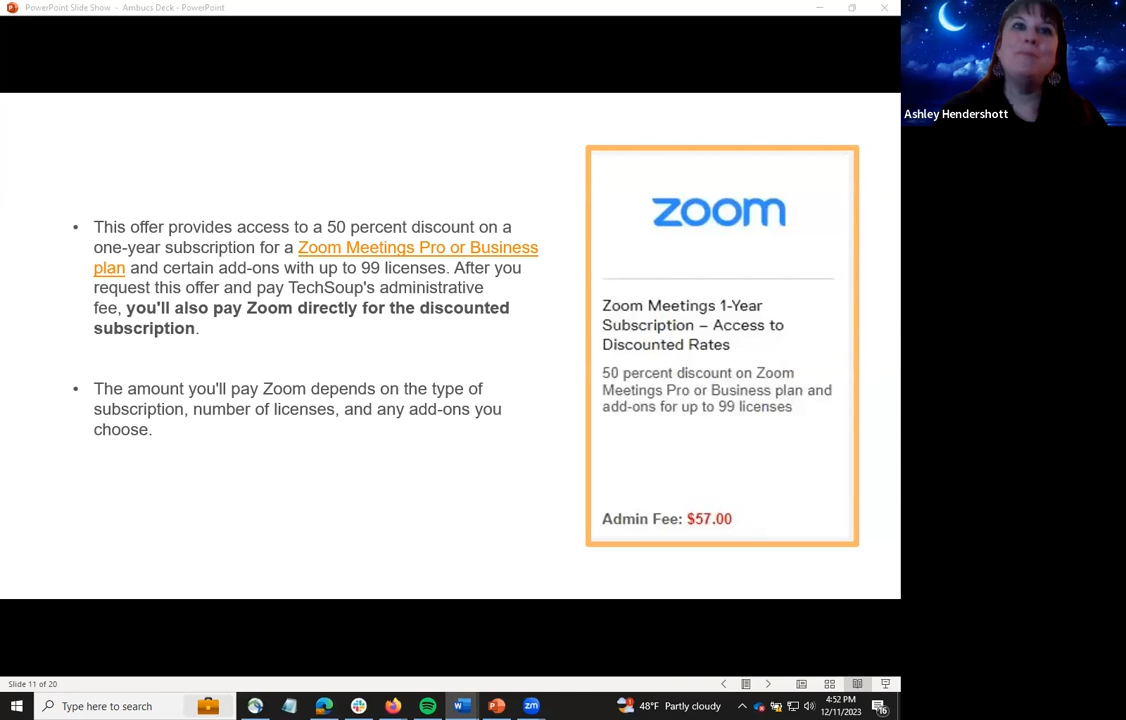 PowerPoint Slide Show - Ambucs Deck - PowerPoint
Ashley Hendershott
• This offer provides access to a 50 percent discount on a
one-year subscription for a Zoom Meetings Pro or Business
plan and certain add-ons with up to 99 licenses. After you
request this offer and pay TechSoup's administrative
fee, you'll also pay Zoom directly for the discounted
subscription.
• The amount you'll pay Zoom depends on the type of
subscription, number of licenses, and any add-ons you
choose.
zoom
Zoom Meetings 1-Year
Subscription – Access to
Discounted Rates
50 percent discount on Zoom
Meetings Pro or Business plan and
add-ons for up to 99 licenses
Admin Fee: $57.00
Slide 11 of 20
Type here to search
zm
48°F Partly cloudy
4:52 PM
12/11/2023
16